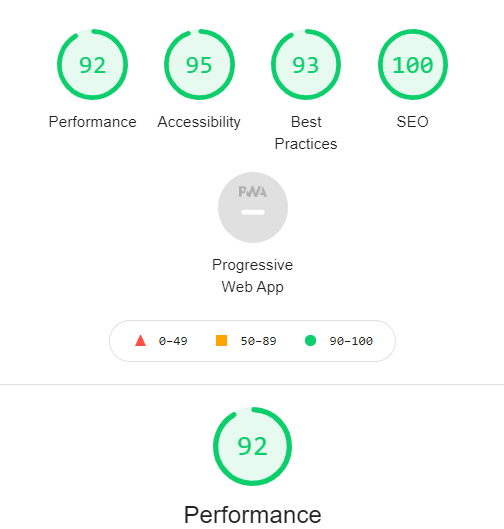 92 95 93 100
Performance Accessibility Best Practices SEO
PWA
Progressive
Web App
0–49 50–89 90–100
92
Performance